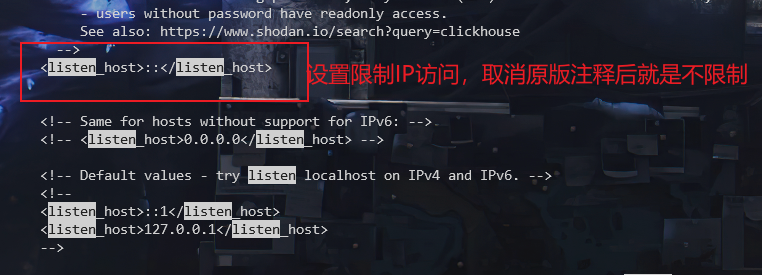 - users without password have readonly access.
See also: https://www.shodan.io/search?query=clickhouse
-->
<listen_host>::</listen_host>
设置限制IP访问，取消原版注释后就是不限制
<!-- Same for hosts without support for IPv6: -->
<!-- <listen_host>0.0.0.0</listen_host> -->
<!-- Default values - try listen localhost on IPv4 and IPv6. -->
<!--
<listen_host>::1</listen_host>
<listen_host>127.0.0.1</listen_host>
-->